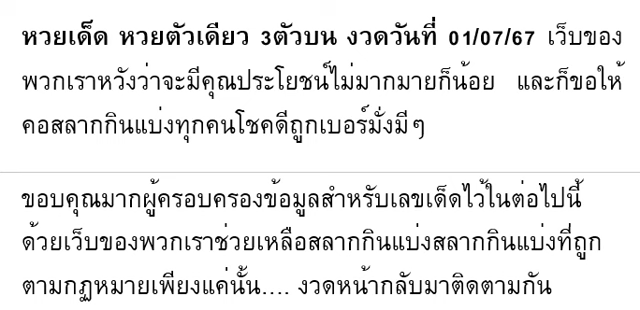 หวยเด็ด หวยตัวเดียว 3ตัวบน งวดวันที่ 01/07/67 เว็บของ
พวกเราหวังว่าจะมีคุณประโยชน์ไม่มากมายก็น้อย และก็ขอให้
คอสลากกินแบ่งทุกคนโชคดีถูกเบอร์มั่งมีๆ
ขอบคุณมากผู้ครอบครองข้อมูลสำหรับเลขเด็ดไว้ในต่อไปนี้
ด้วยเว็บของพวกเราช่วยเหลือสลากกินแบ่งสลากกินแบ่งที่ถูก
ตามกฏหมายเพียงแค่นั้น.... งวดหน้ากลับมาติดตามกัน